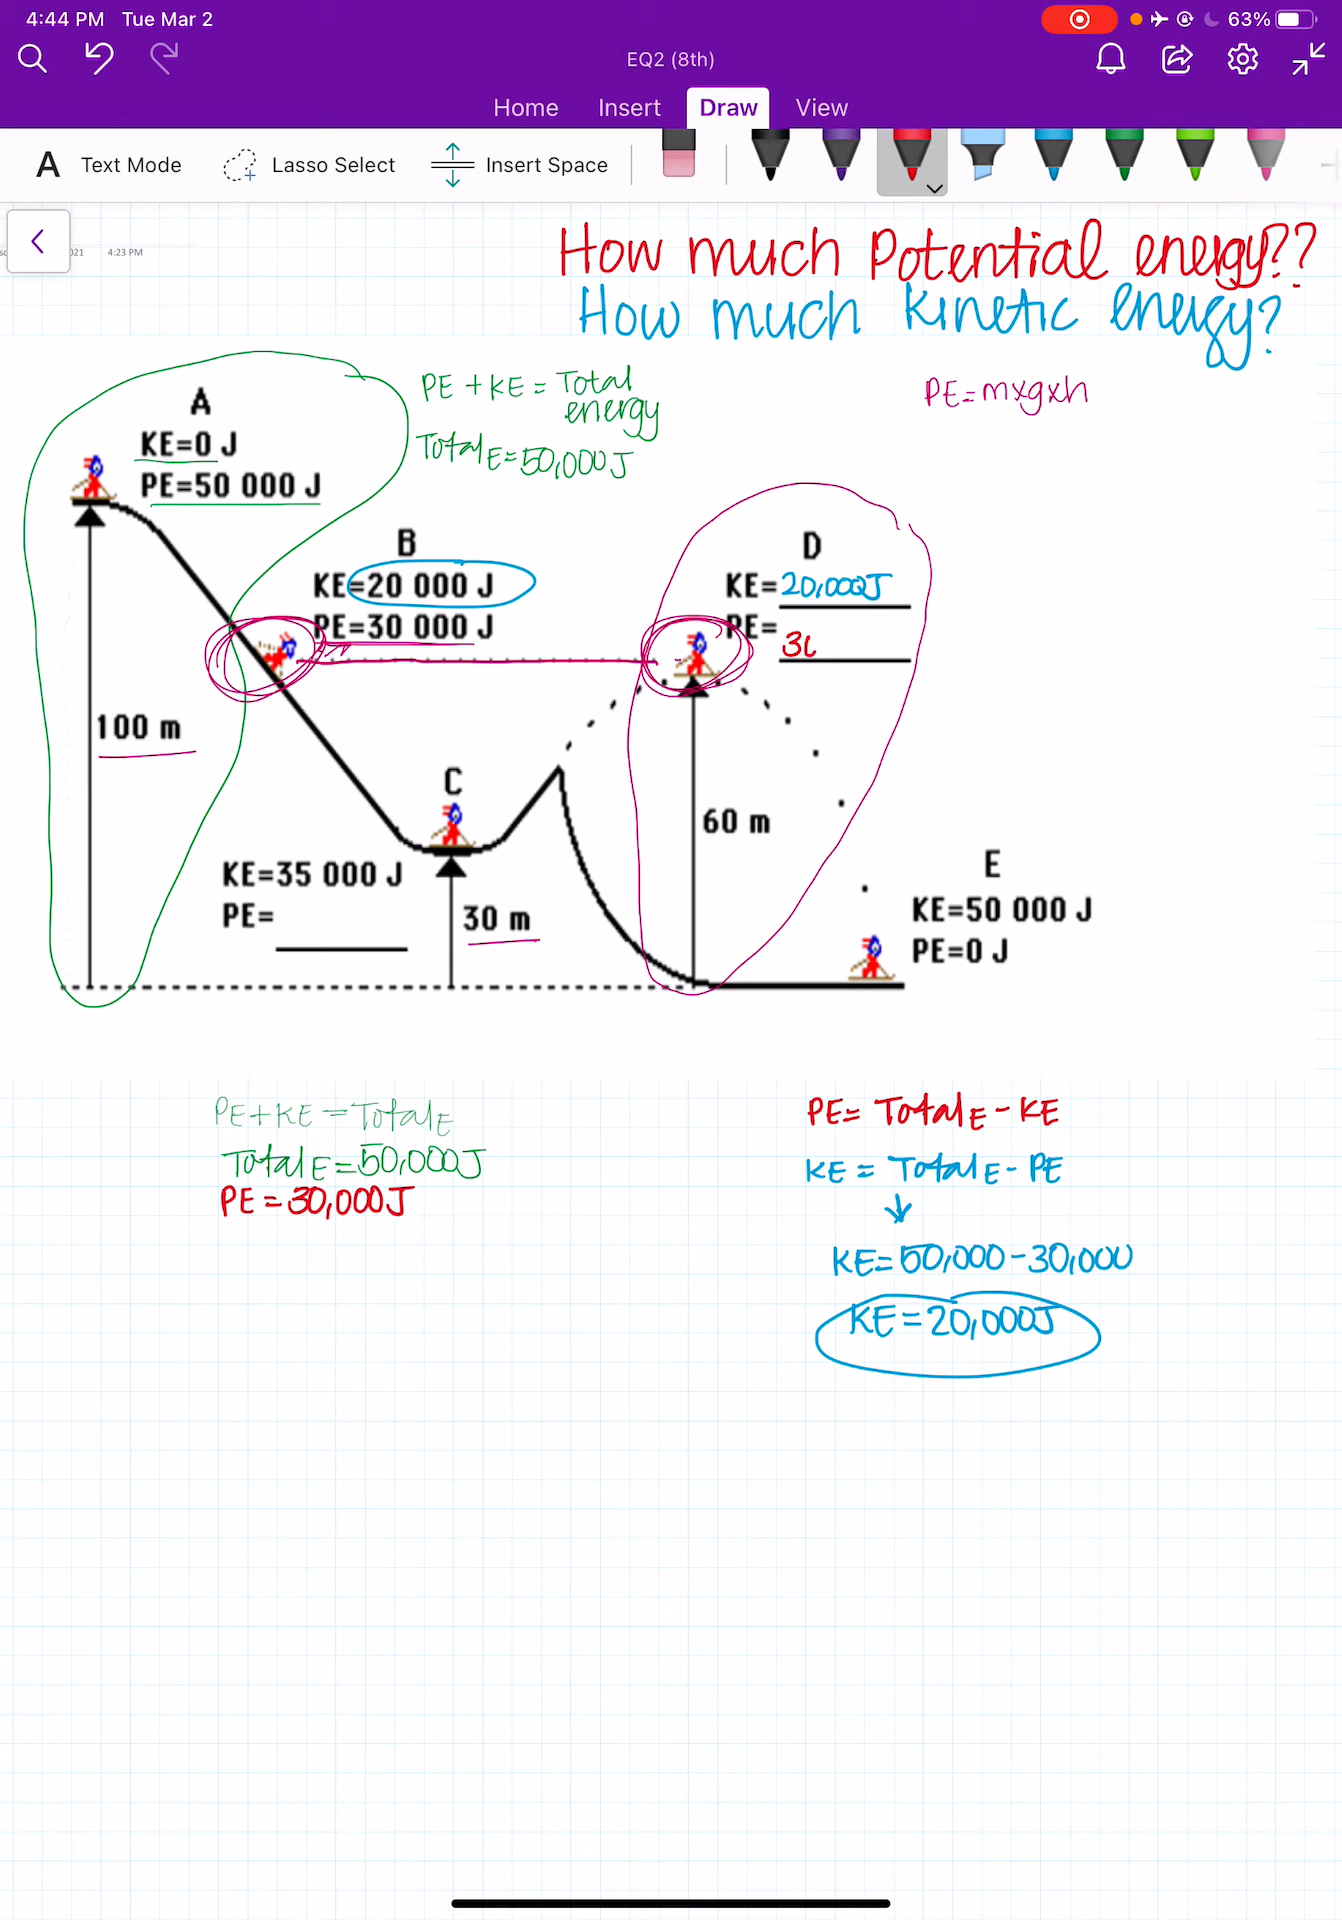 4:44 PM Tue Mar 2
63%
EQ2 (8th)
Home Insert Draw View
A Text Mode Lasso Select Insert Space
021 4:23 PM
How much Potential energy??
How much kinetic energy?
PE + KE = Total energy
PE=mxgxh
Total E=50,000J
A
KE=0 J
PE=50 000 J
B
KE=20 000 J
PE=30 000 J
D
KE=20,000J
PE=30
100 m
C
60 m
KE=35 000 J
PE=
30 m
E
KE=50 000 J
PE=0 J
PE+KE=Total E
Total E=50,000J
PE=30,000J
PE= Total E - KE
KE = Total E - PE
KE=50,000-30,000
KE=20,000J